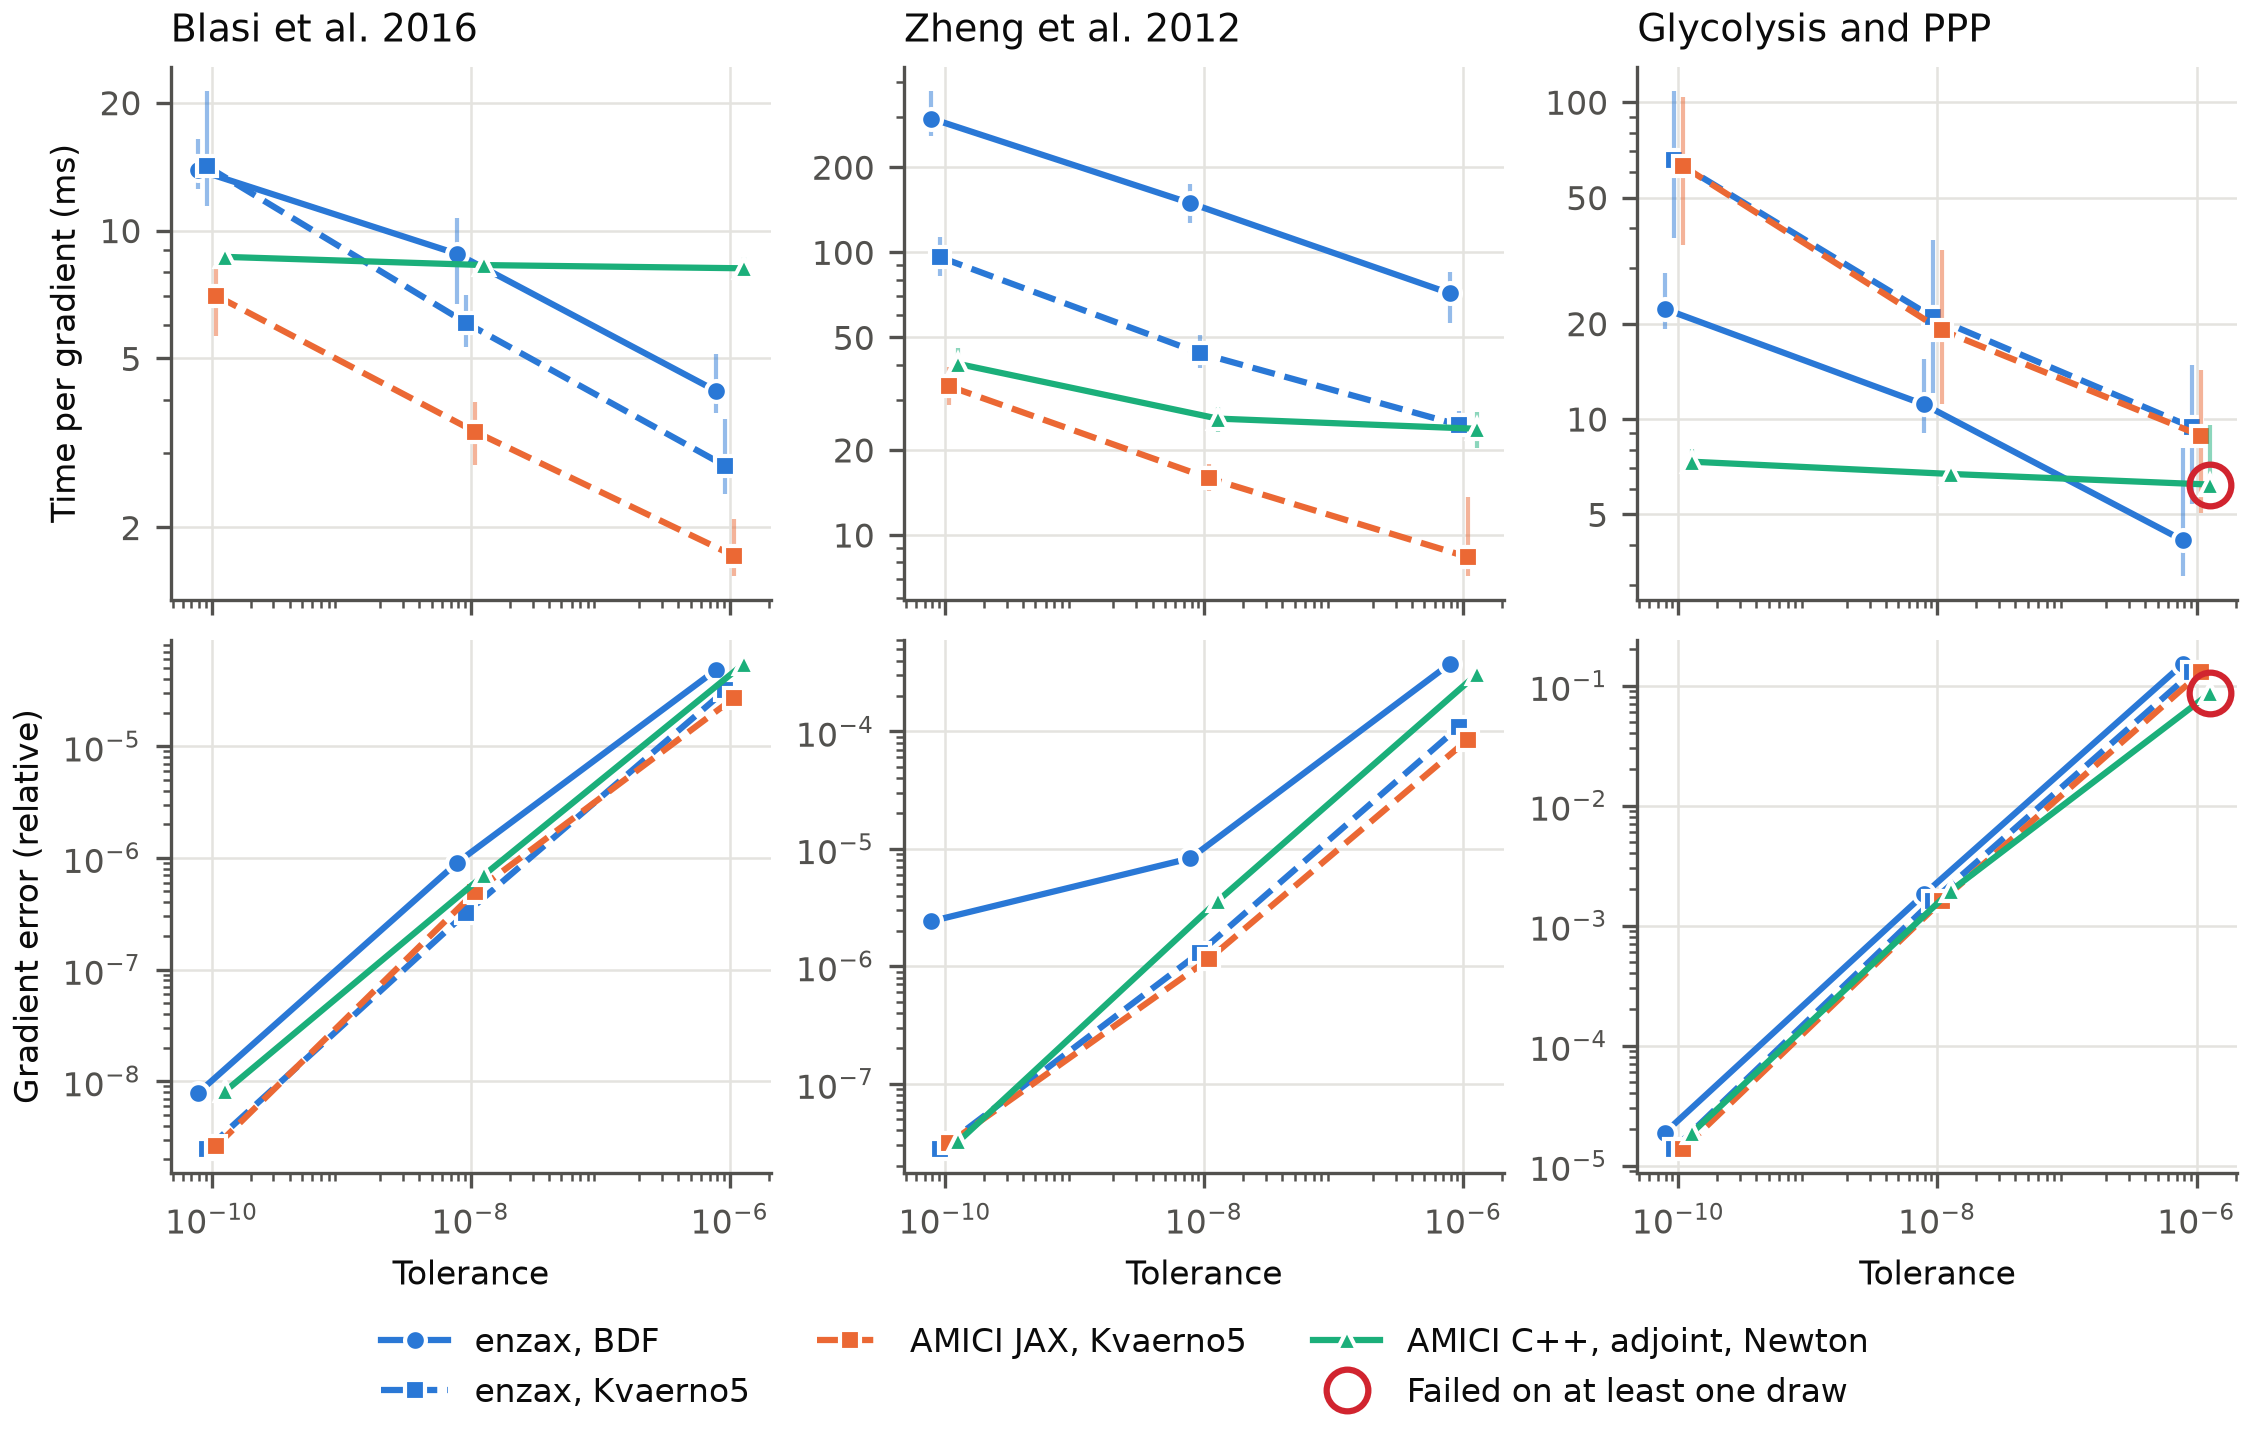 Blasi et al. 2016
Zheng et al. 2012
Glycolysis and PPP
Time per gradient (ms)
20
10
5
2
200
100
50
20
10
100
50
20
10
5
Gradient error (relative)
10⁻⁵
10⁻⁶
10⁻⁷
10⁻⁸
10⁻⁴
10⁻⁵
10⁻⁶
10⁻⁷
10⁻¹
10⁻²
10⁻³
10⁻⁴
10⁻⁵
10⁻¹⁰ 10⁻⁸ 10⁻⁶
10⁻¹⁰ 10⁻⁸ 10⁻⁶
10⁻¹⁰ 10⁻⁸ 10⁻⁶
Tolerance
Tolerance
Tolerance
enzax, BDF
enzax, Kvaerno5
AMICI JAX, Kvaerno5
AMICI C++, adjoint, Newton
Failed on at least one draw